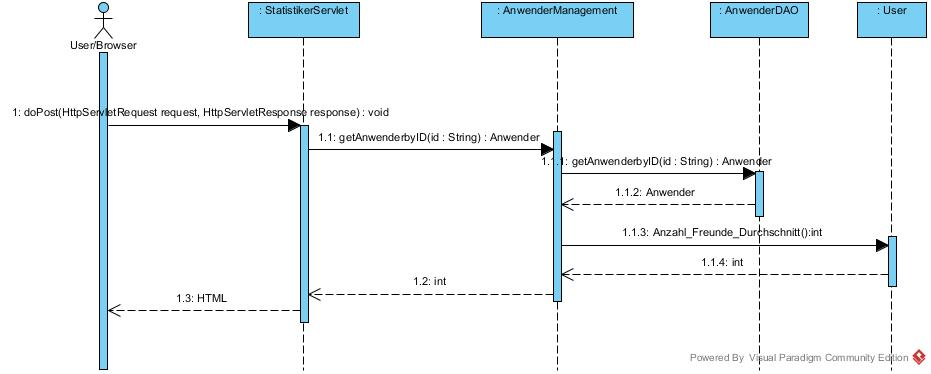 : StatistikerServlet
: AnwenderManagement
: AnwenderDAO
: User
User/Browser
1: doPost(HttpServletRequest request, HttpServletResponse response) : void
1.1: getAnwenderbyID(id : String) : Anwender
1.1.1: getAnwenderbyID(id : String) : Anwender
1.1.2: Anwender
1.1.3: Anzahl_Freunde_Durchschnitt():int
1.1.4: int
1.2: int
1.3: HTML
Powered By Visual Paradigm Community Edition